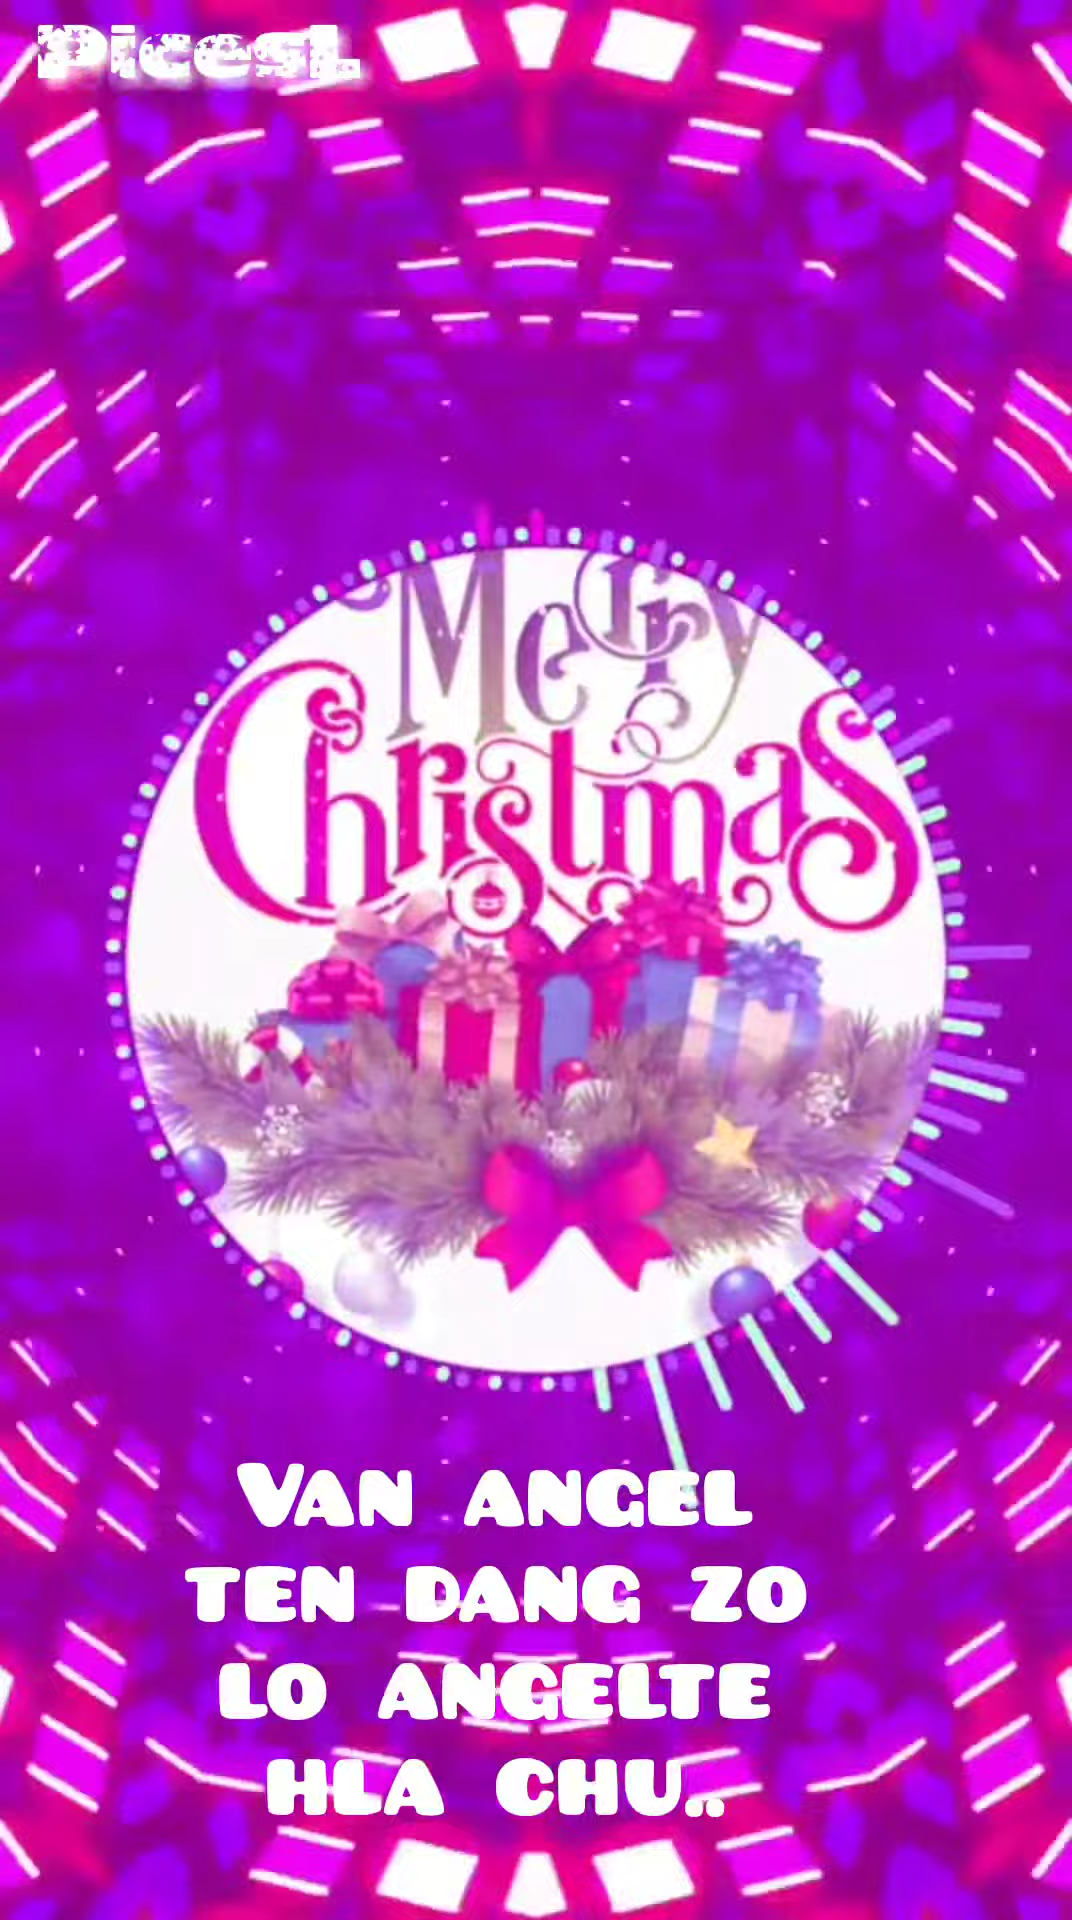 Merry
Christmas
VAN ANGEL
TEN DANG ZO
LO ANGELTE
HLA CHU..